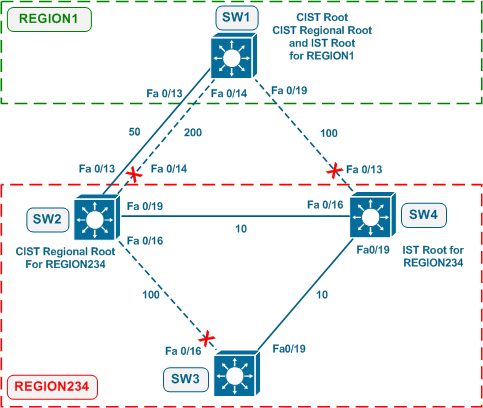 REGION1
SW1
CIST Root
CIST Regional Root
and IST Root
for REGION1
Fa 0/13
Fa 0/14
Fa 0/19
50
200
100
Fa 0/13
Fa 0/14
Fa 0/13
SW2
Fa 0/19
Fa 0/16
SW4
CIST Regional Root
For REGION234
Fa 0/16
10
Fa0/19
IST Root for
REGION234
100
10
Fa 0/16
Fa0/19
SW3
REGION234